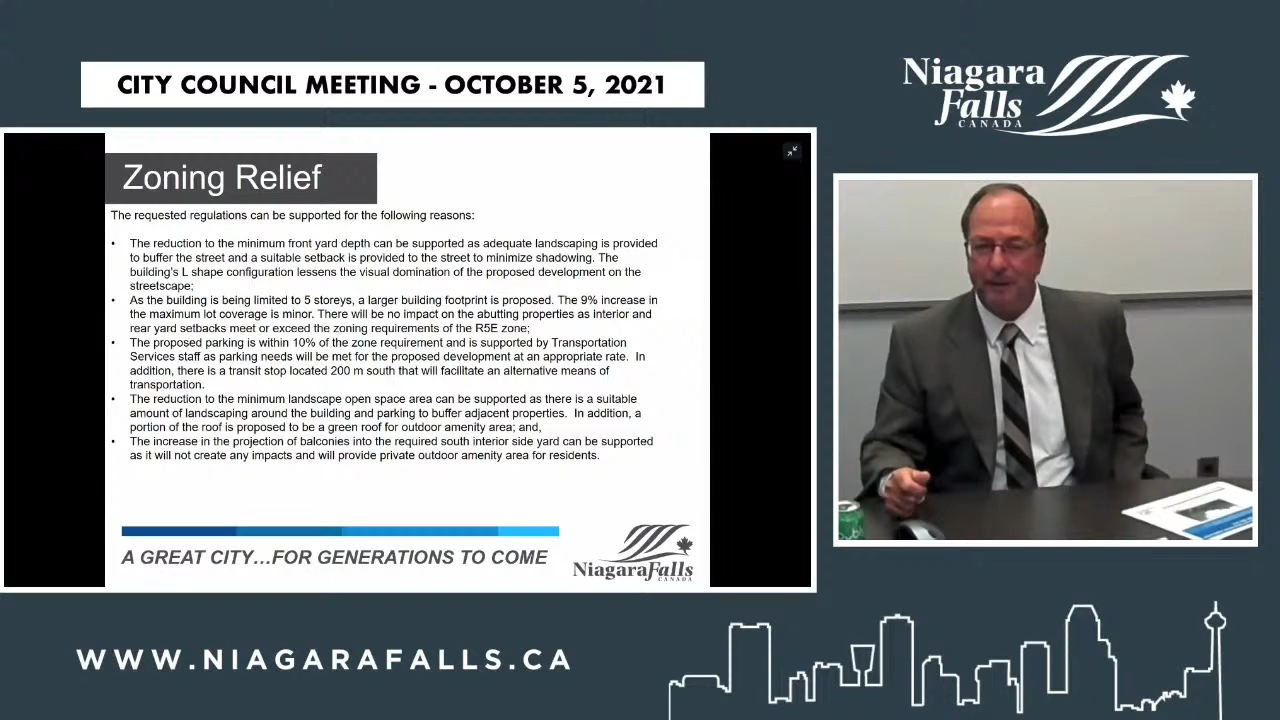 CITY COUNCIL MEETING - OCTOBER 5, 2021
Niagara
Falls
CANADA
Zoning Relief
The requested regulations can be supported for the following reasons:
• The reduction to the minimum front yard depth can be supported as adequate landscaping is provided
to buffer the street and a suitable setback is provided to the street to minimize shadowing. The
building's L shape configuration lessens the visual domination of the proposed development on the
streetscape;
• As the building is being limited to 5 storeys, a larger building footprint is proposed. The 9% increase in
the maximum lot coverage is minor. There will be no impact on the abutting properties as interior and
rear yard setbacks meet or exceed the zoning requirements of the R5E zone;
• The proposed parking is within 10% of the zone requirement and is supported by Transportation
Services staff as parking needs will be met for the proposed development at an appropriate rate. In
addition, there is a transit stop located 200 m south that will facilitate an alternative means of
transportation.
• The reduction to the minimum landscape open space area can be supported as there is a suitable
amount of landscaping around the building and parking to buffer adjacent properties. In addition, a
portion of the roof is proposed to be a green roof for outdoor amenity area; and,
• The increase in the projection of balconies into the required south interior side yard can be supported
as it will not create any impacts and will provide private outdoor amenity area for residents.
A GREAT CITY...FOR GENERATIONS TO COME
NiagaraFalls
CANADA
WWW.NIAGARAFALLS.CA